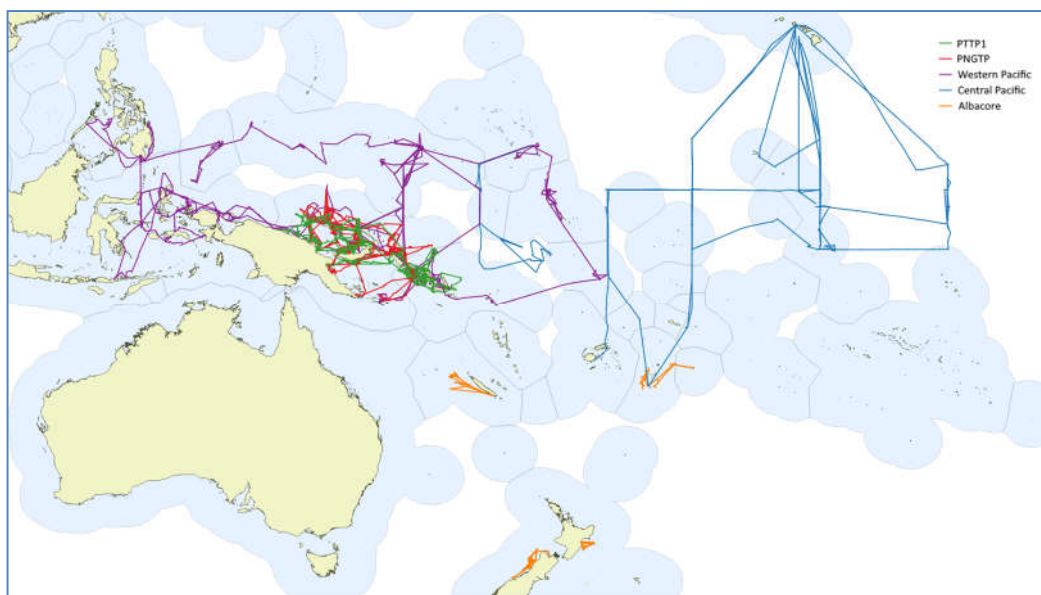 PTTP1
PNGTP
Western Pacific
Central Pacific
Albacore